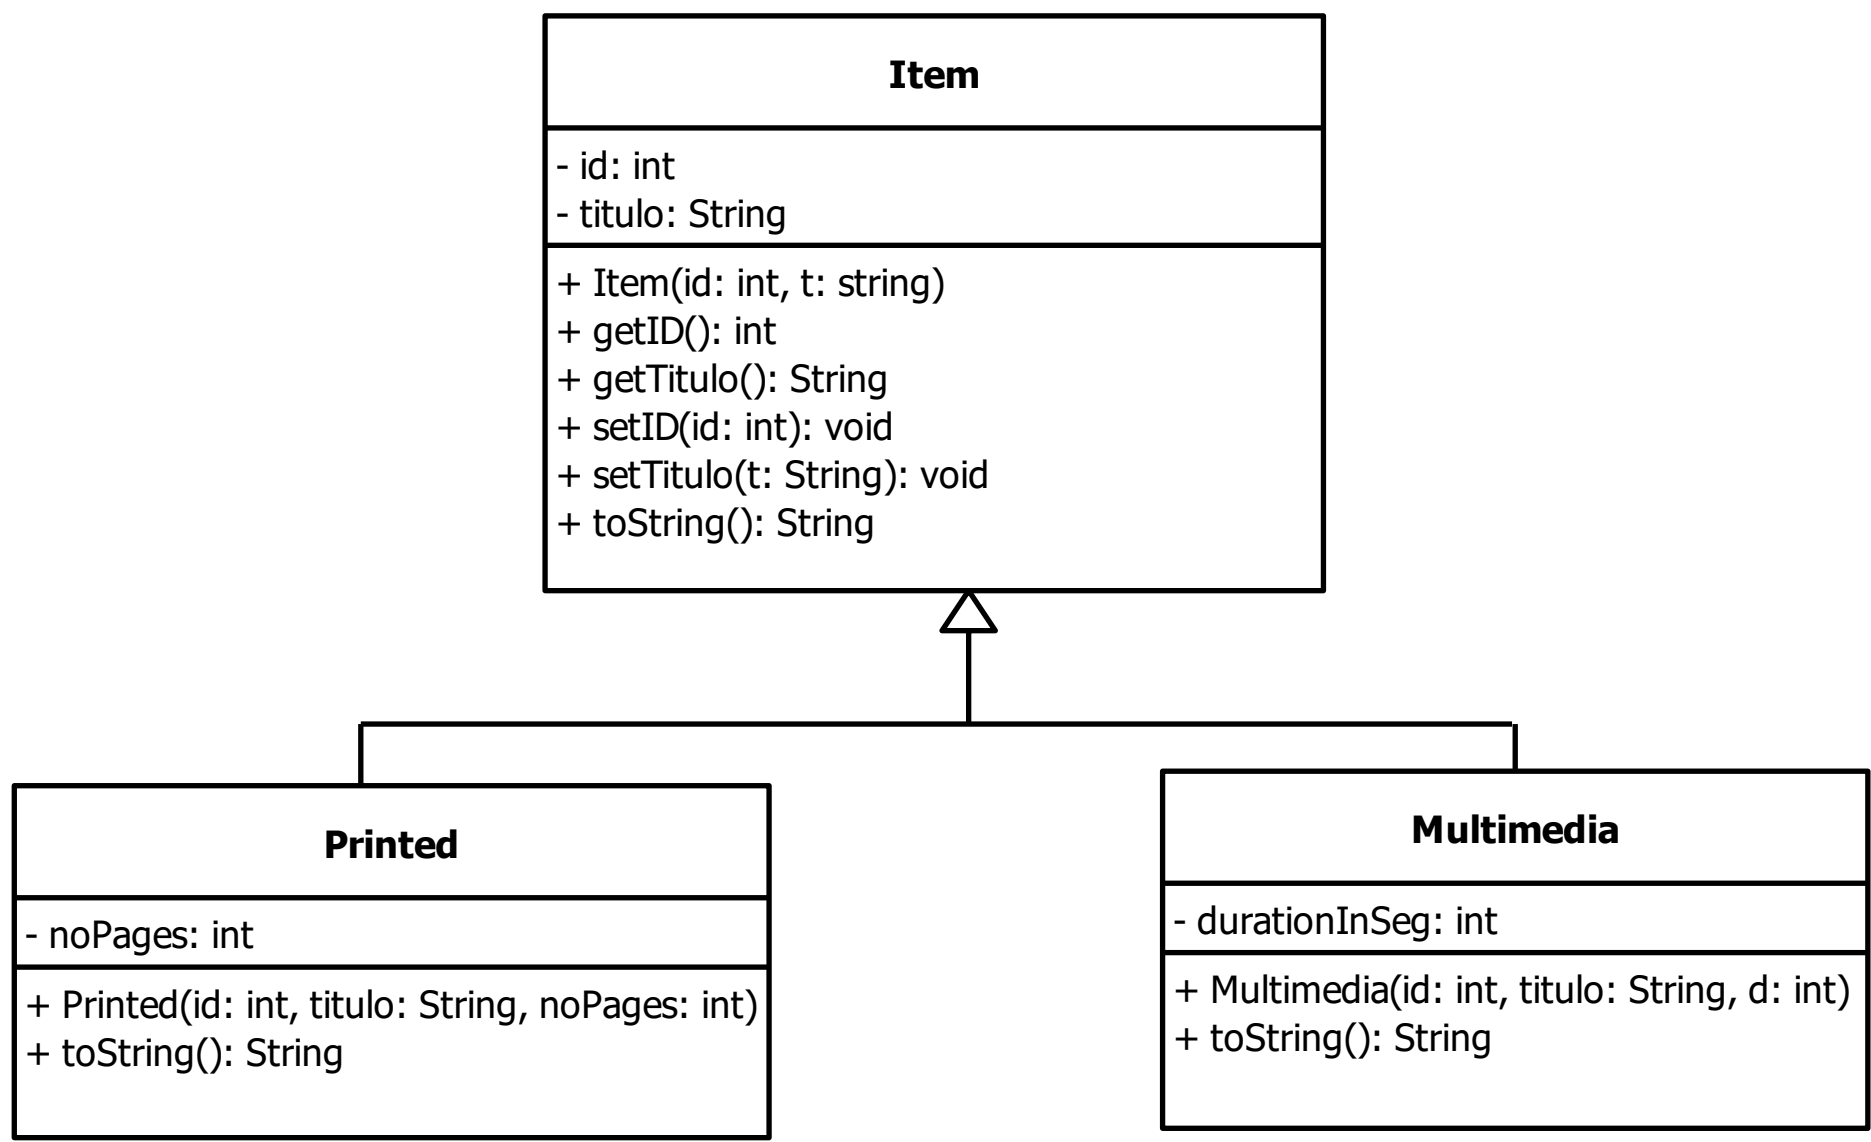 Item
- id: int
- titulo: String
+ Item(id: int, t: string)
+ getID(): int
+ getTitulo(): String
+ setID(id: int): void
+ setTitulo(t: String): void
+ toString(): String
Printed
- noPages: int
+ Printed(id: int, titulo: String, noPages: int)
+ toString(): String
Multimedia
- durationInSeg: int
+ Multimedia(id: int, titulo: String, d: int)
+ toString(): String